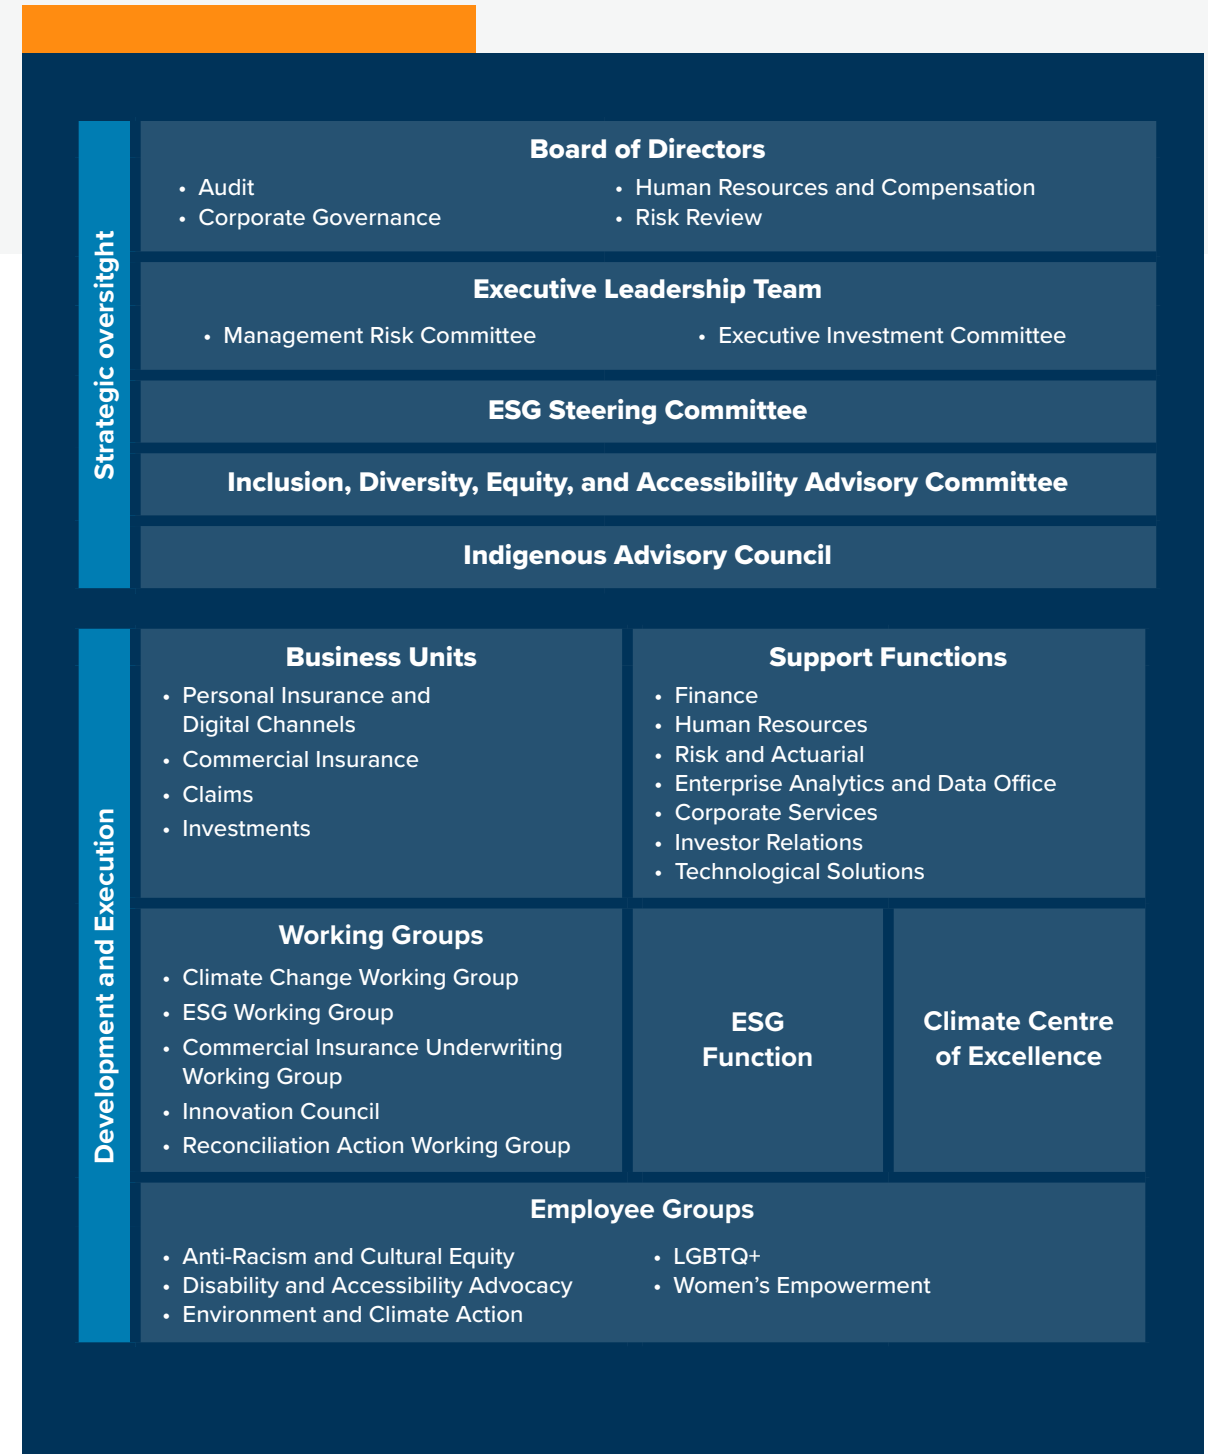 Strategic oversitght
Board of Directors
• Audit
• Corporate Governance
• Human Resources and Compensation
• Risk Review
Executive Leadership Team
• Management Risk Committee
• Executive Investment Committee
ESG Steering Committee
Inclusion, Diversity, Equity, and Accessibility Advisory Committee
Indigenous Advisory Council
Development and Execution
Business Units
• Personal Insurance and
Digital Channels
• Commercial Insurance
• Claims
• Investments
Support Functions
• Finance
• Human Resources
• Risk and Actuarial
• Enterprise Analytics and Data Office
• Corporate Services
• Investor Relations
• Technological Solutions
Working Groups
• Climate Change Working Group
• ESG Working Group
• Commercial Insurance Underwriting
Working Group
• Innovation Council
• Reconciliation Action Working Group
ESG
Function
Climate Centre
of Excellence
Employee Groups
• Anti-Racism and Cultural Equity
• Disability and Accessibility Advocacy
• Environment and Climate Action
• LGBTQ+
• Women’s Empowerment